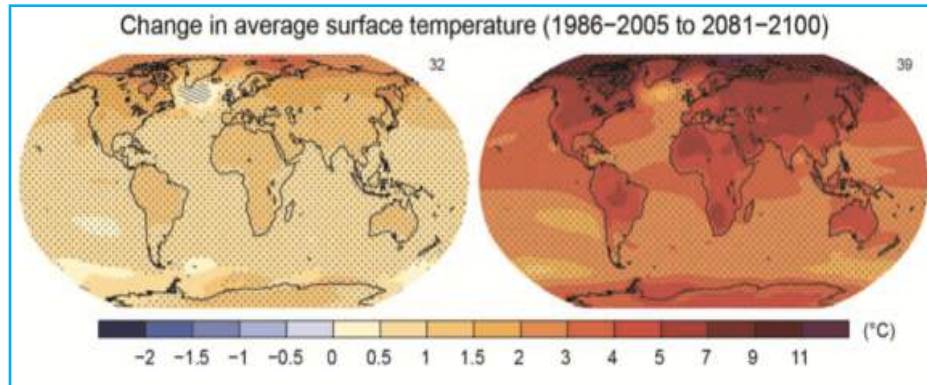 Change in average surface temperature (1986−2005 to 2081−2100)
32
39
(°C)
−2 −1.5 −1 −0.5 0 0.5 1 1.5 2 3 4 5 7 9 11